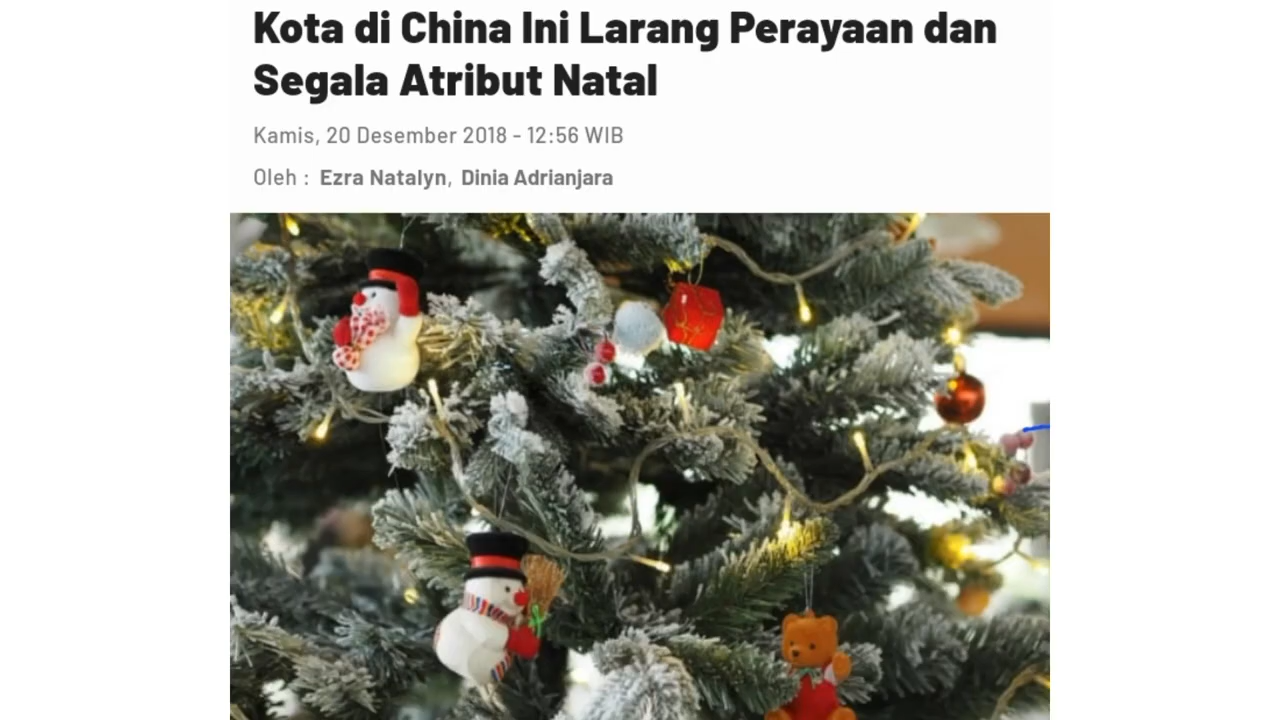 Kota di China Ini Larang Perayaan dan
Segala Atribut Natal
Kamis, 20 Desember 2018 - 12:56 WIB
Oleh : Ezra Natalyn, Dinia Adrianjara